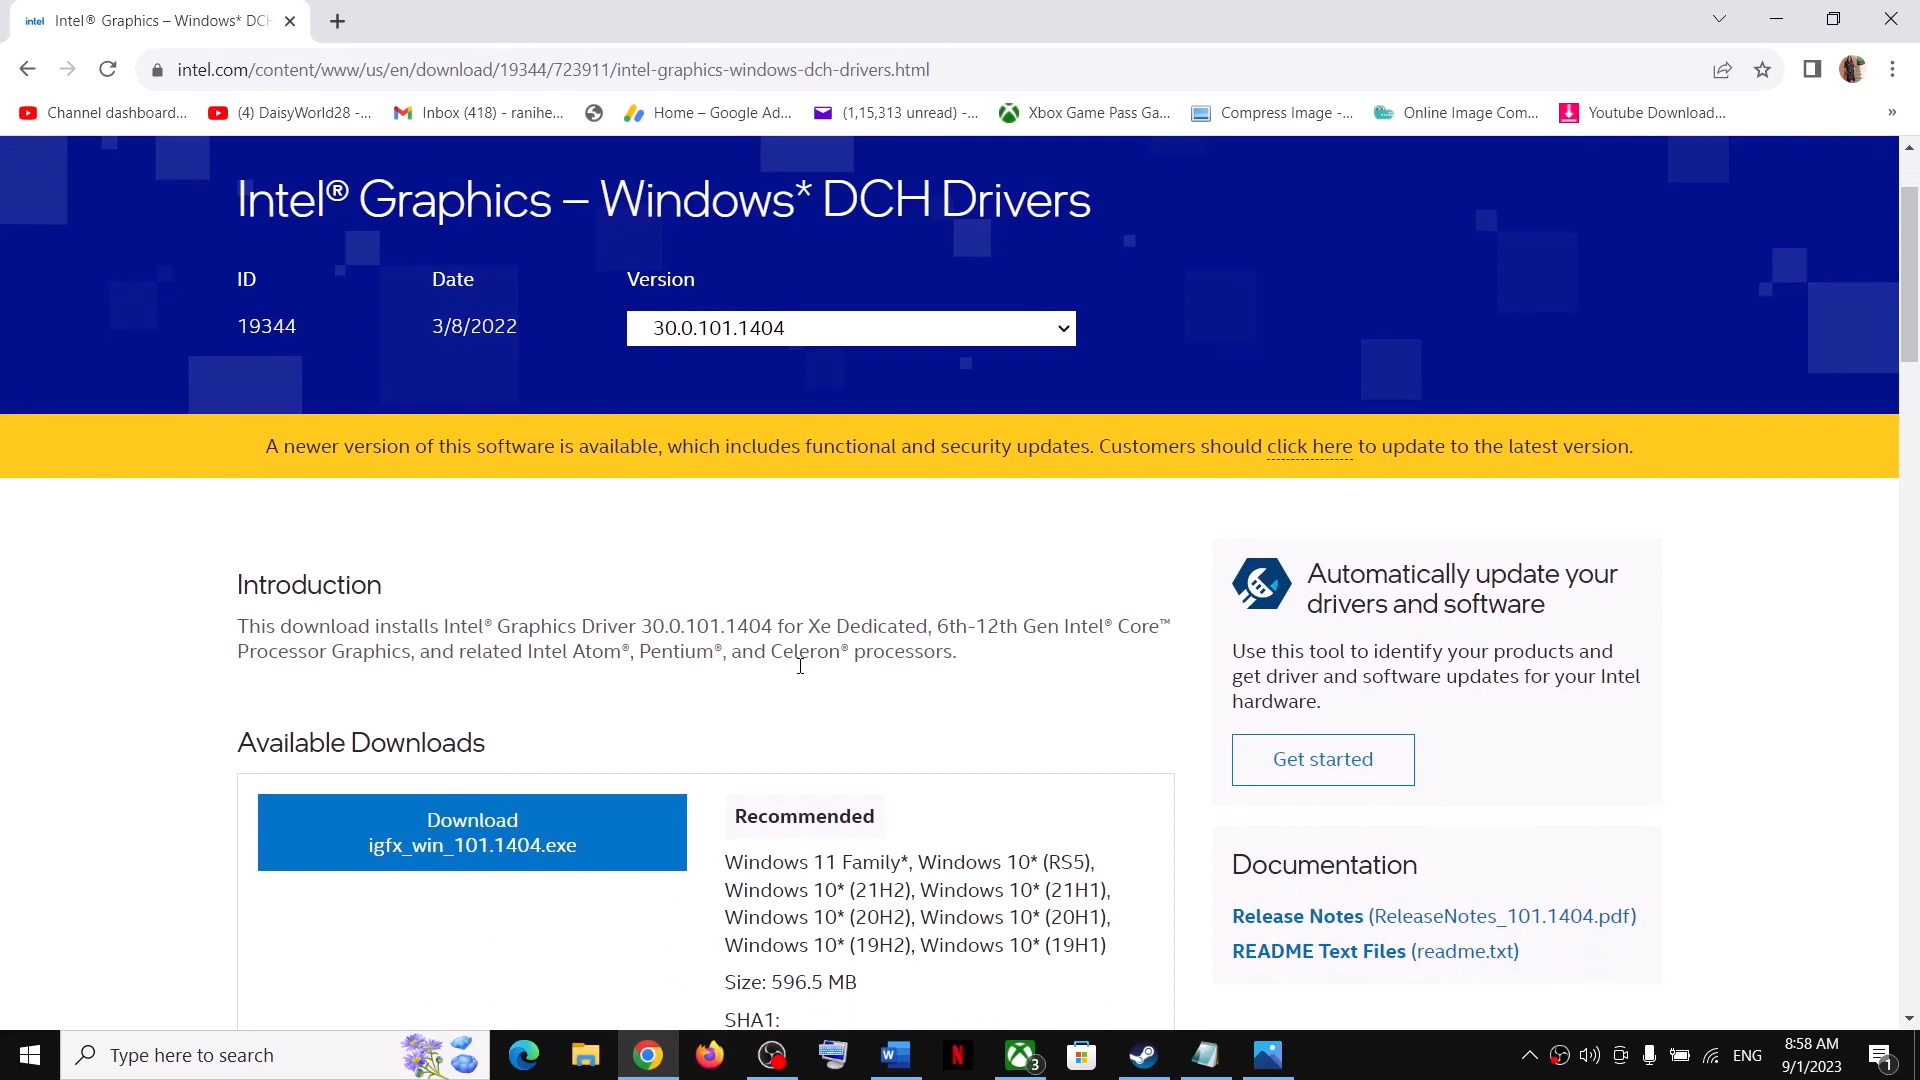 intel Intel® Graphics – Windows* DCH
intel.com/content/www/us/en/download/19344/723911/intel-graphics-windows-dch-drivers.html
Channel dashboard... (4) DaisyWorld28 -... Inbox (418) - ranihe... Home – Google Ad... (1,15,313 unread) -... Xbox Game Pass Ga... Compress Image -... Online Image Com... Youtube Download... »
Intel® Graphics – Windows* DCH Drivers
ID Date Version
19344 3/8/2022 30.0.101.1404
A newer version of this software is available, which includes functional and security updates. Customers should click here to update to the latest version.
Introduction
This download installs Intel® Graphics Driver 30.0.101.1404 for Xe Dedicated, 6th-12th Gen Intel® Core™
Processor Graphics, and related Intel Atom®, Pentium®, and Celeron® processors.
Available Downloads
Download
igfx_win_101.1404.exe
Recommended
Windows 11 Family*, Windows 10* (RS5),
Windows 10* (21H2), Windows 10* (21H1),
Windows 10* (20H2), Windows 10* (20H1),
Windows 10* (19H2), Windows 10* (19H1)
Size: 596.5 MB
SHA1:
Automatically update your
drivers and software
Use this tool to identify your products and
get driver and software updates for your Intel
hardware.
Get started
Documentation
Release Notes (ReleaseNotes_101.1404.pdf)
README Text Files (readme.txt)
Type here to search
3
ENG
8:58 AM
9/1/2023
1